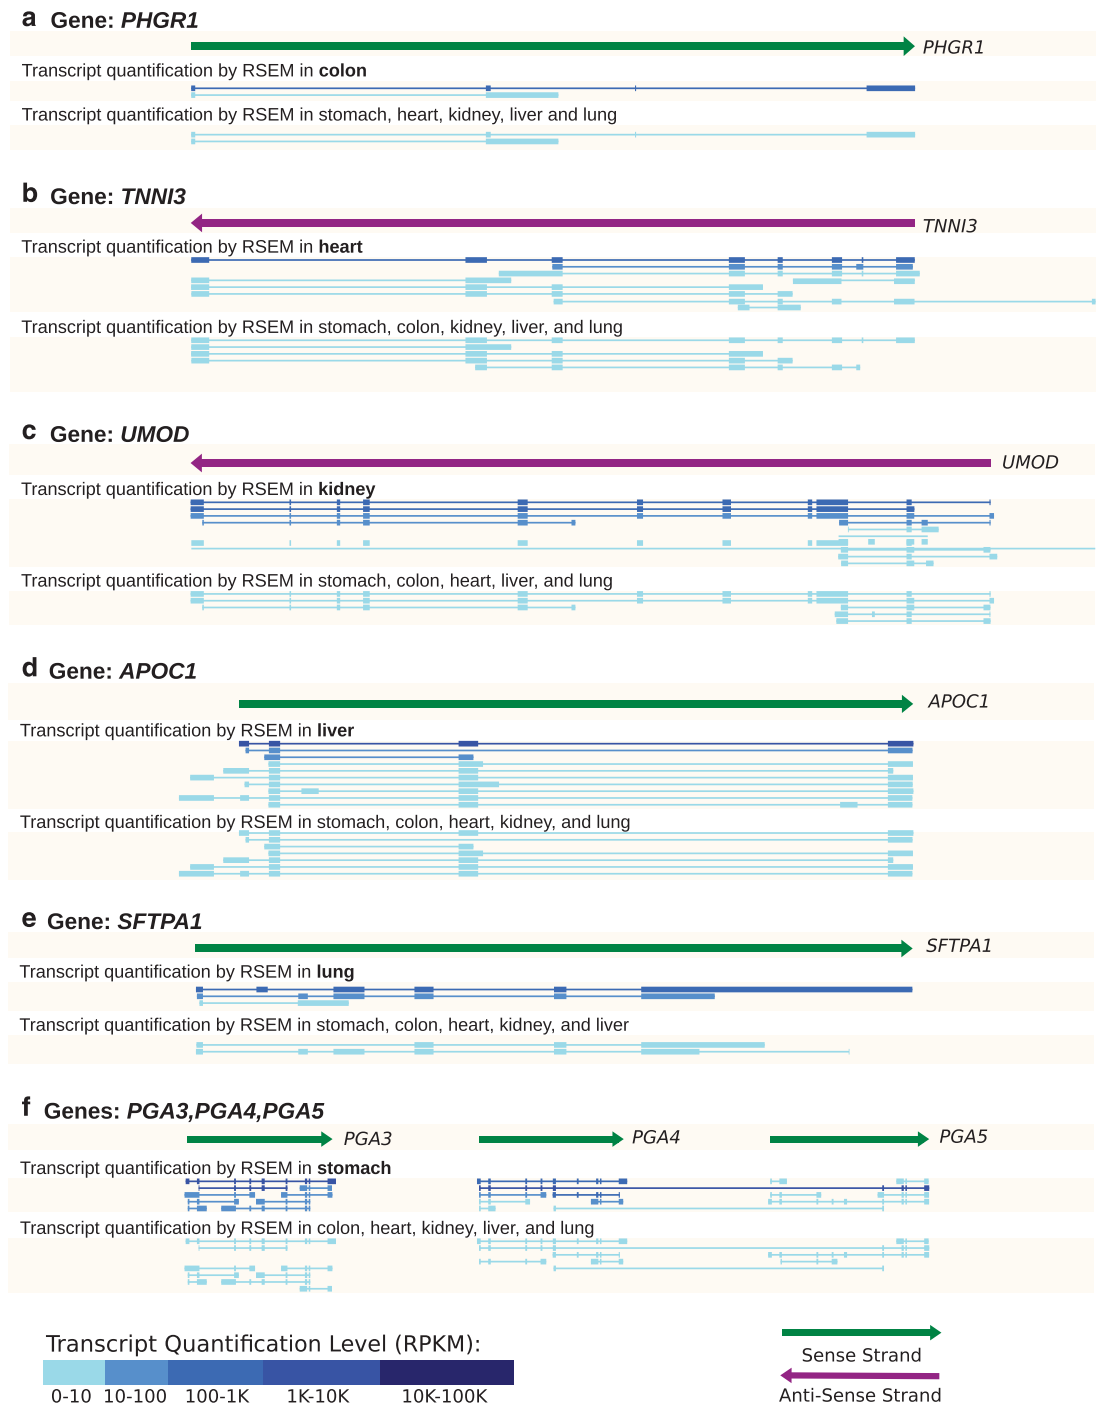 a Gene: PHGR1
PHGR1
Transcript quantification by RSEM in colon
Transcript quantification by RSEM in stomach, heart, kidney, liver and lung
b Gene: TNNI3
TNNI3
Transcript quantification by RSEM in heart
Transcript quantification by RSEM in stomach, colon, kidney, liver, and lung
c Gene: UMOD
UMOD
Transcript quantification by RSEM in kidney
Transcript quantification by RSEM in stomach, colon, heart, liver, and lung
d Gene: APOC1
APOC1
Transcript quantification by RSEM in liver
Transcript quantification by RSEM in stomach, colon, heart, kidney, and lung
e Gene: SFTPA1
SFTPA1
Transcript quantification by RSEM in lung
Transcript quantification by RSEM in stomach, colon, heart, kidney, and liver
f Genes: PGA3,PGA4,PGA5
PGA3 PGA4 PGA5
Transcript quantification by RSEM in stomach
Transcript quantification by RSEM in colon, heart, kidney, liver, and lung
Transcript Quantification Level (RPKM):
0-10 10-100 100-1K 1K-10K 10K-100K
Sense Strand
Anti-Sense Strand